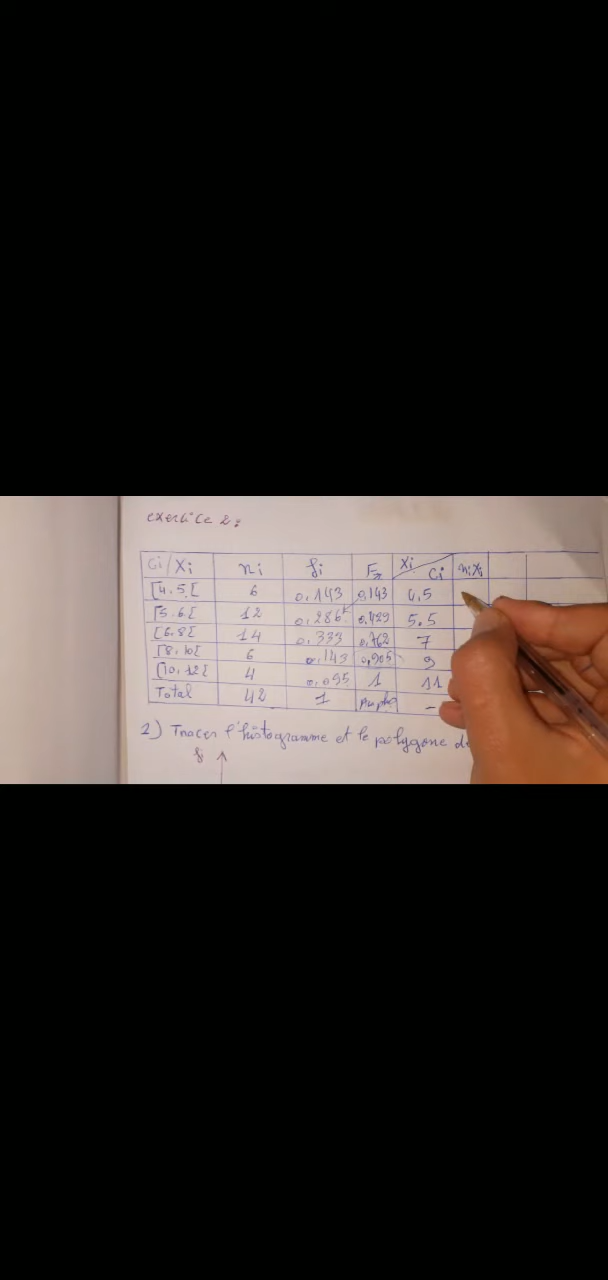 exercice 2:
Ci / Xi ni fi F↗ Xi Ci niXi
[4.5.[ 6 0,143 0,143 4,5
[5.6.[ 12 0,286 0,429 5,5
[6.8[ 14 0,333 0,762 7
[8.10[ 6 0,143 0,905 9
[10,12[ 4 0,095 1 11
Total 42 1 –
2) Tracer l'histogramme et le polygone
fi